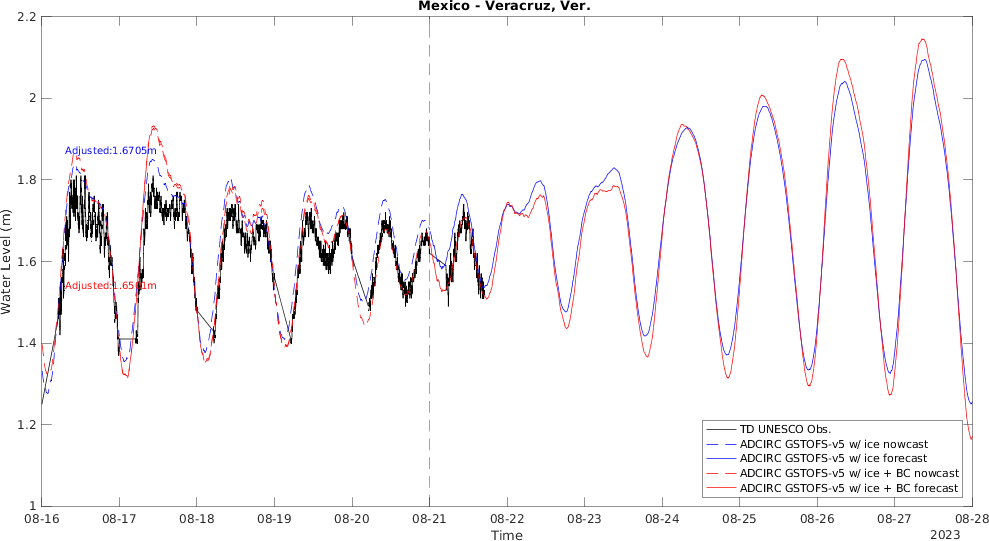 Mexico - Veracruz, Ver.
2.2
2
1.8
1.6
1.4
1.2
1
Water Level (m)
Adjusted:1.6705m
Adjusted:1.6501m
TD UNESCO Obs.
ADCIRC GSTOFS-v5 w/ ice nowcast
ADCIRC GSTOFS-v5 w/ ice forecast
ADCIRC GSTOFS-v5 w/ ice + BC nowcast
ADCIRC GSTOFS-v5 w/ ice + BC forecast
08-16 08-17 08-18 08-19 08-20 08-21 08-22 08-23 08-24 08-25 08-26 08-27 08-28
Time
2023